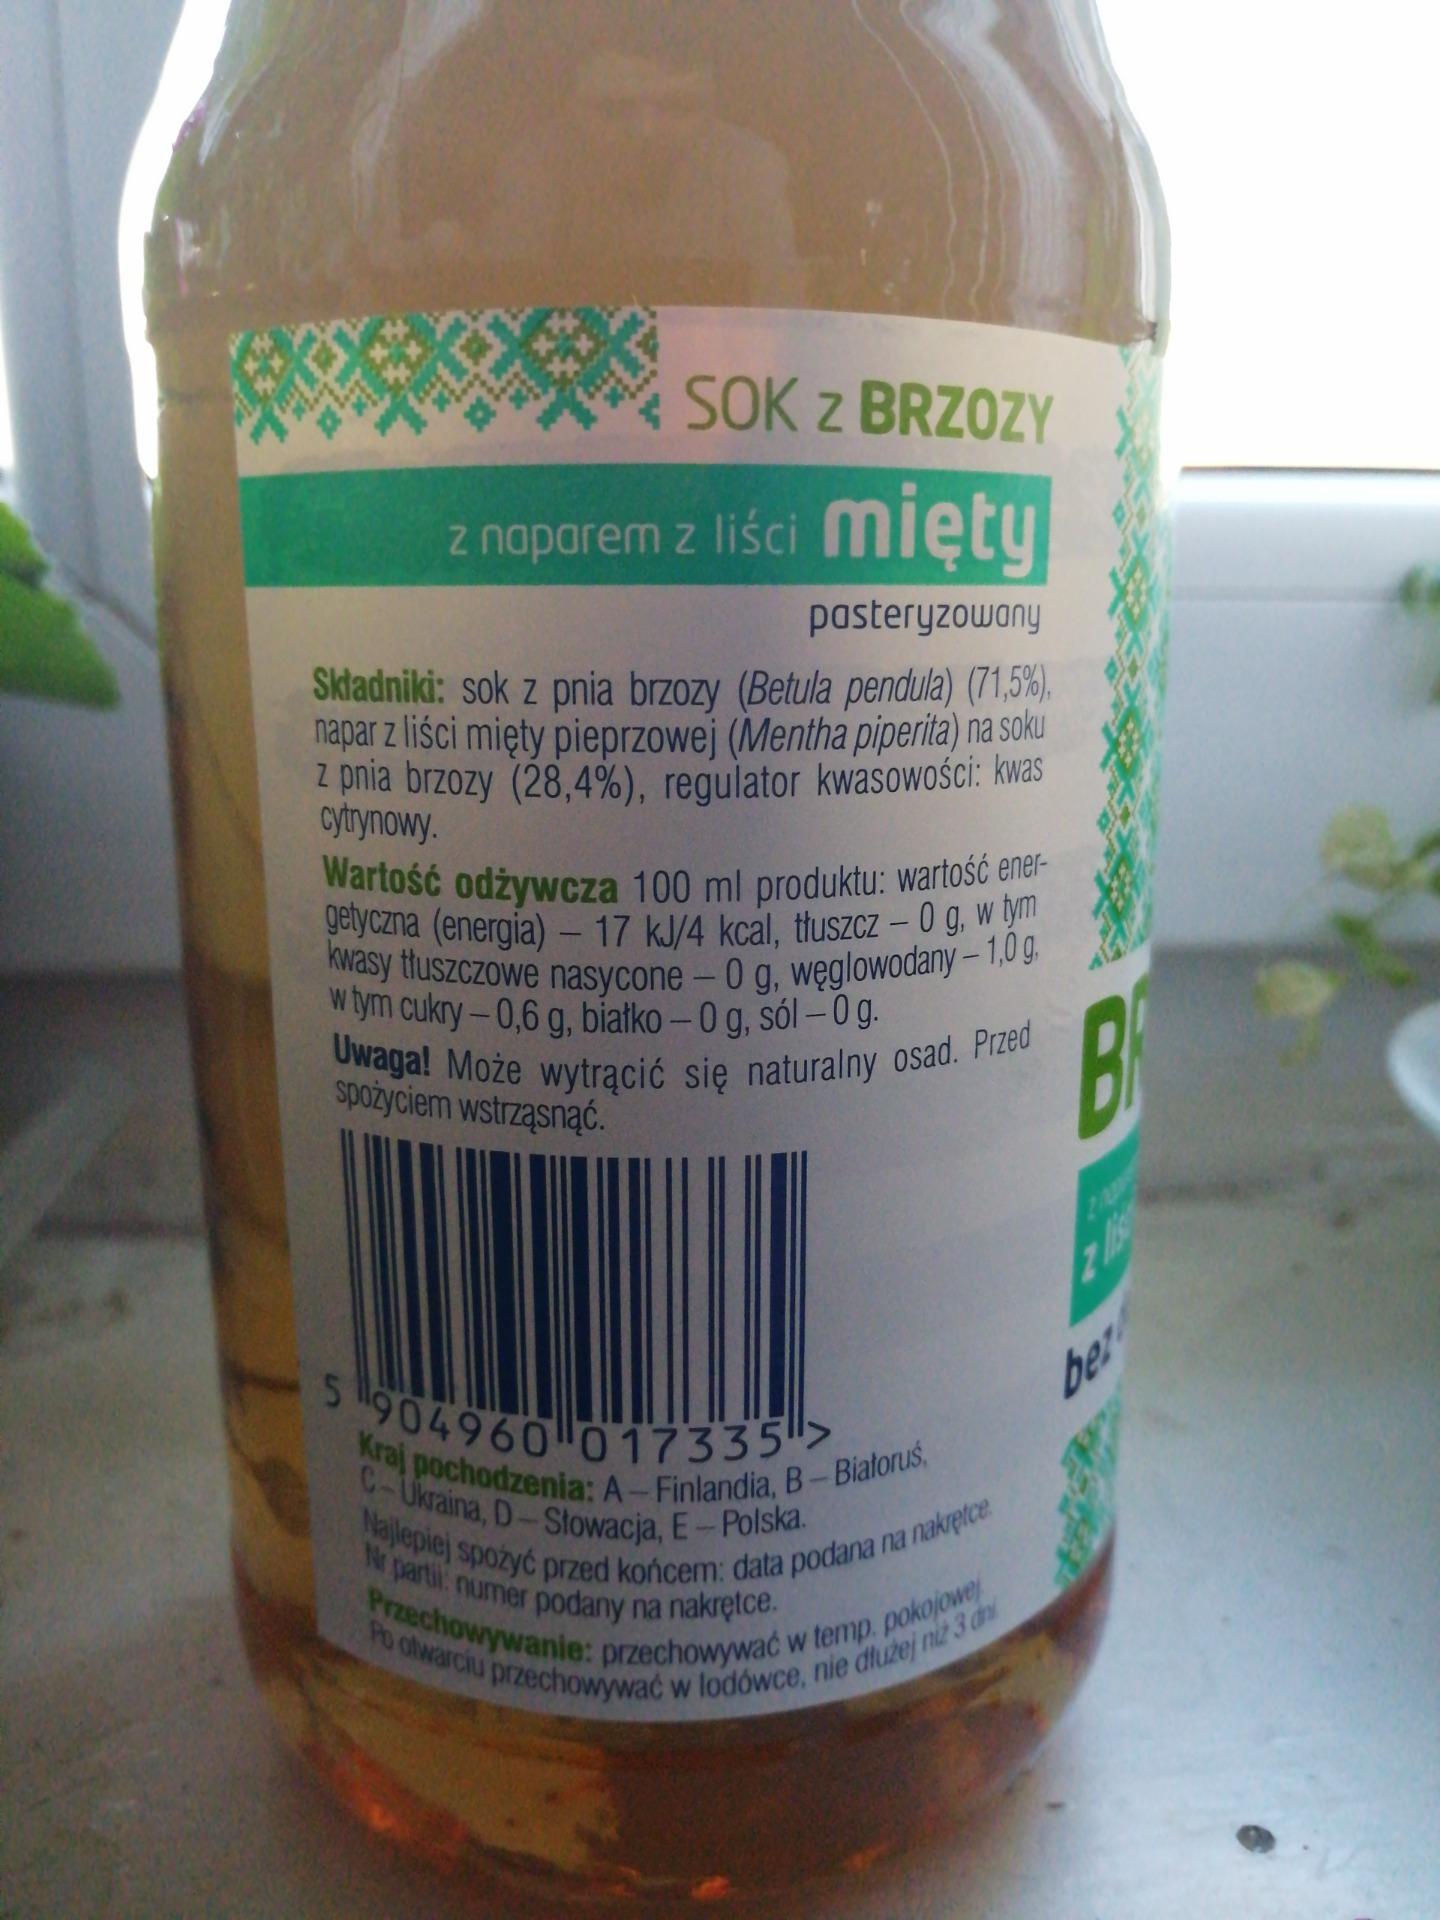 SOK z BRZOZY
z naparem z liści mięty
pasteryzowany
Składniki: sok z pnia brzozy (Betula pendula) (71,5%),
napar z liści mięty pieprzowej (Mentha piperita) na soku
z pnia brzozy (28,4%), regulator kwasowości: kwas
cytrynowy.
Wartość odżywcza 100 ml produktu: wartość ener-
getyczna (energia) – 17 kJ/4 kcal, tłuszcz – 0 g, w tym
kwasy tłuszczowe nasycone – 0 g, węglowodany – 1,0 g,
w tym cukry – 0,6 g, białko – 0 g, sól – 0 g.
Uwaga! Może wytrącić się naturalny osad. Przed
spożyciem wstrząsnąć.
5 904960 017335 >
Kraj pochodzenia: A – Finlandia, B – Białoruś,
C – Ukraina, D – Słowacja, E – Polska.
Najlepiej spożyć przed końcem: data podana na nakrętce.
Nr partii: numer podany na nakrętce.
Przechowywanie: przechowywać w temp. pokojowej.
Po otwarciu przechowywać w lodówce, nie dłużej niż 3 dni.
BR
z liś
bez